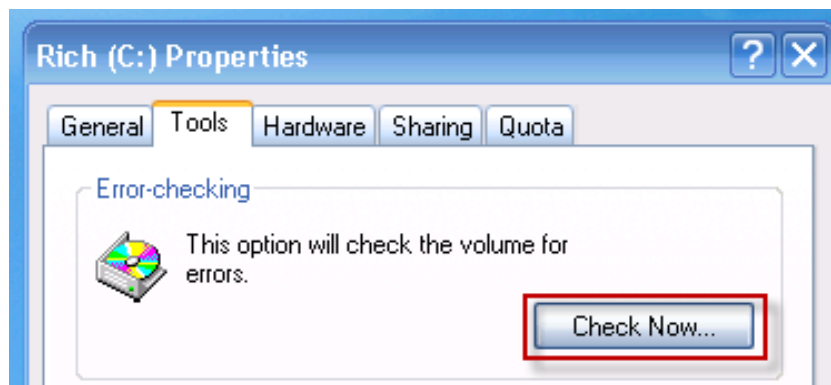 Rich (C:) Properties
General Tools Hardware Sharing Quota
Error-checking
This option will check the volume for
errors.
Check Now...